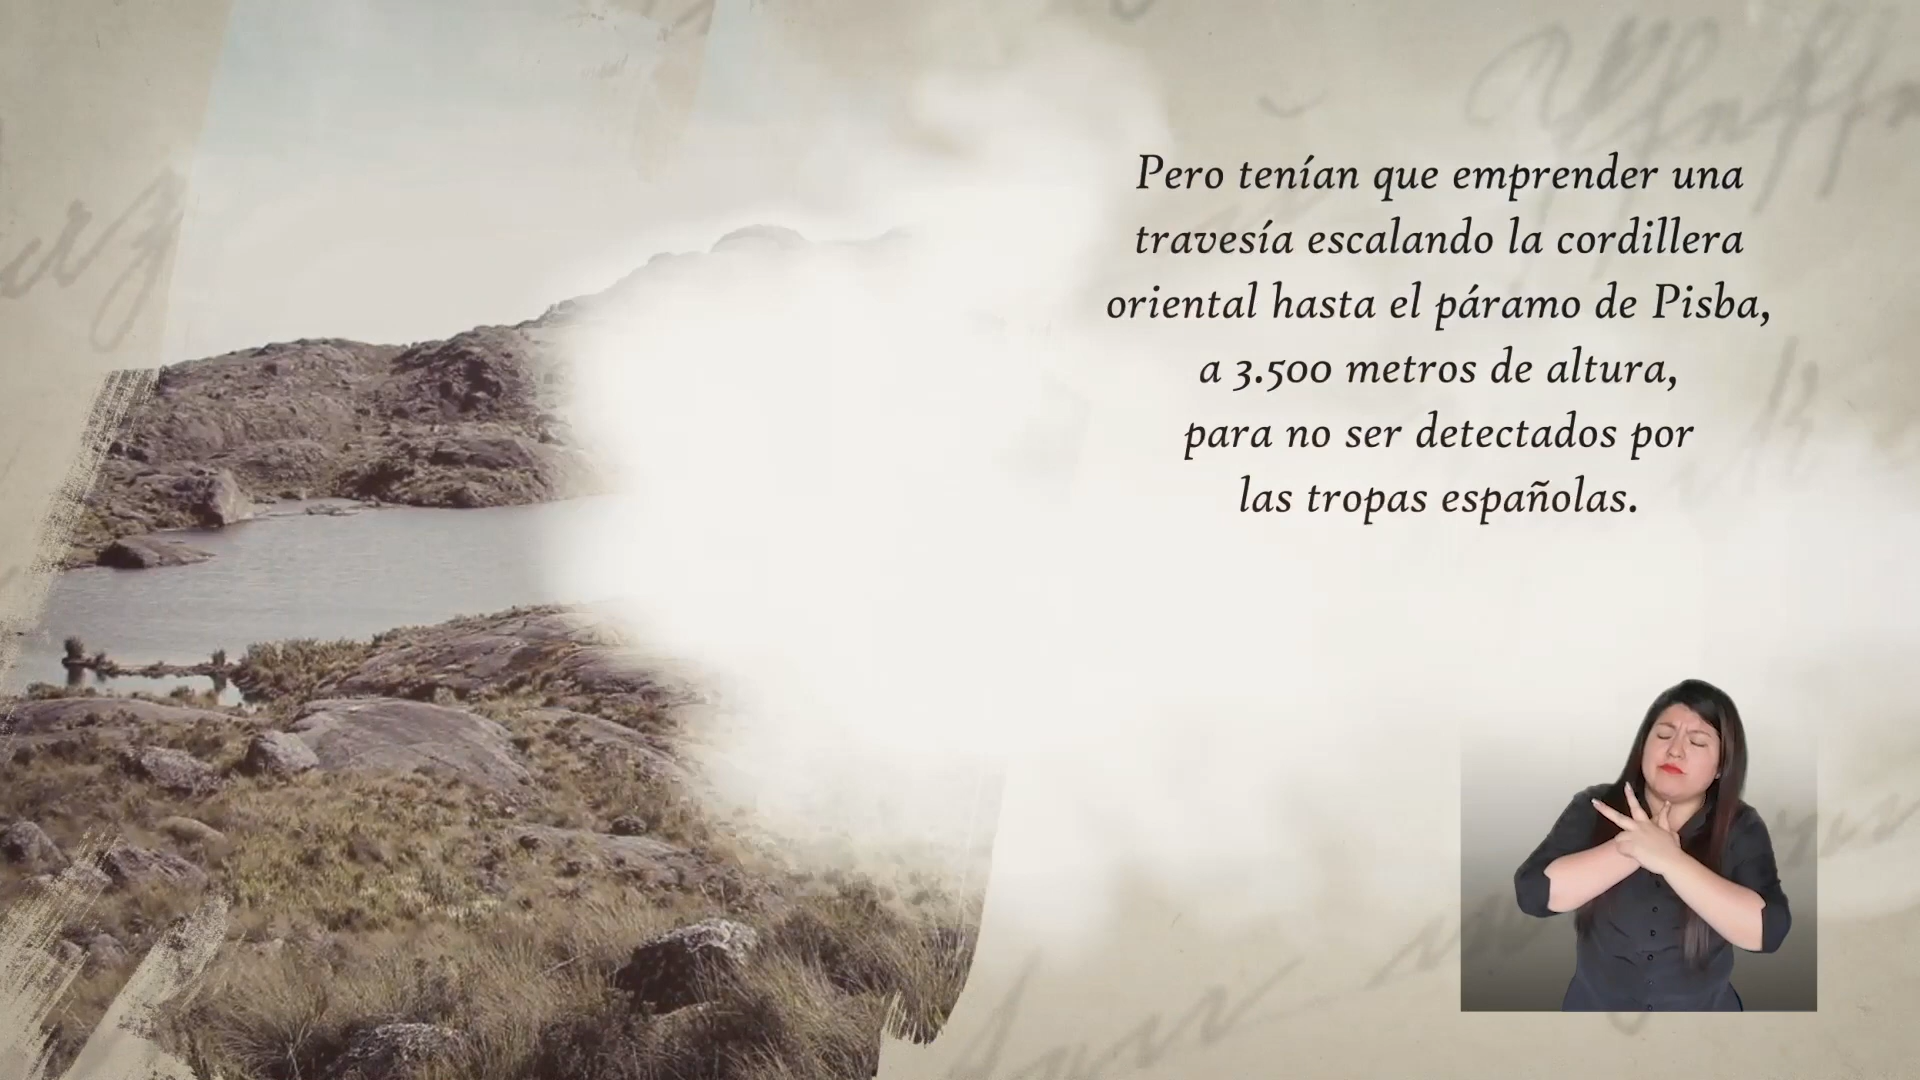 Pero tenían que emprender una
travesía escalando la cordillera
oriental hasta el páramo de Pisba,
a 3.500 metros de altura,
para no ser detectados por
las tropas españolas.